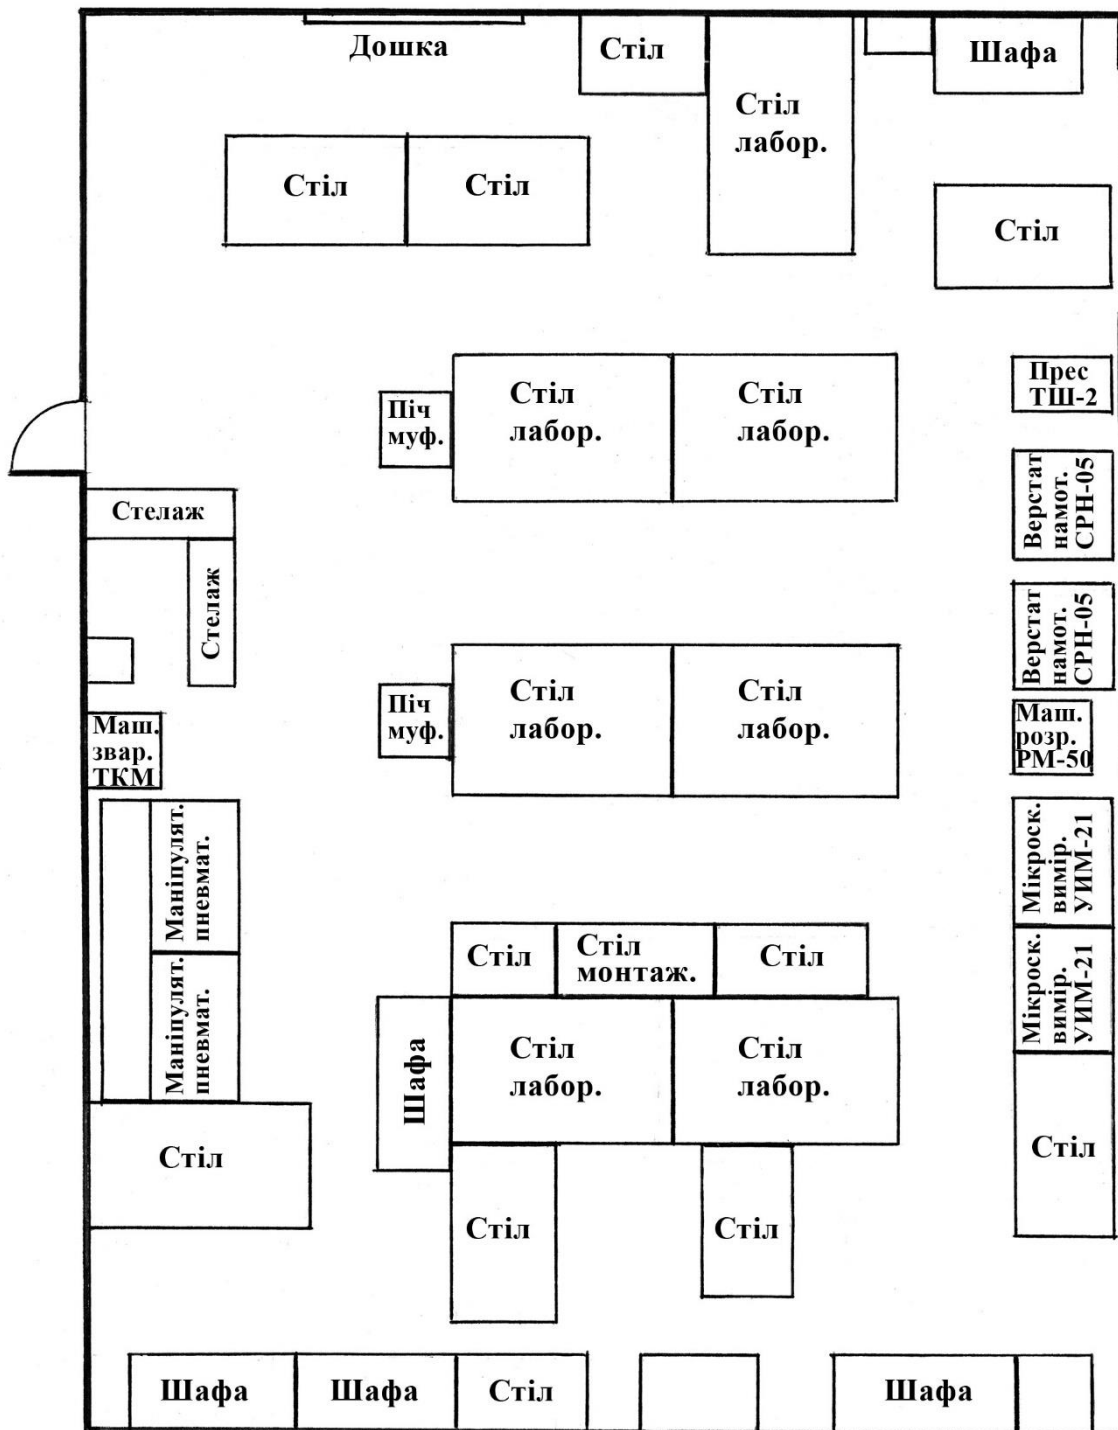 Дошка
Стіл
Стіл
лабор.
Шафа
Стіл
Стіл
Стіл
Піч
муф.
Стіл
лабор.
Стіл
лабор.
Прес
ТШ-2
Верстат
намот.
СРН-05
Стелаж
Стелаж
Верстат
намот.
СРН-05
Піч
муф.
Стіл
лабор.
Стіл
лабор.
Маш.
звар.
ТКМ
Маш.
розр.
РМ-50
Маніпулят.
пневмат.
Мікроск.
вимір.
УИМ-21
Маніпулят.
пневмат.
Стіл
Стіл
монтаж.
Стіл
Мікроск.
вимір.
УИМ-21
Шафа
Стіл
лабор.
Стіл
лабор.
Стіл
Стіл
Стіл
Стіл
Шафа
Шафа
Стіл
Шафа